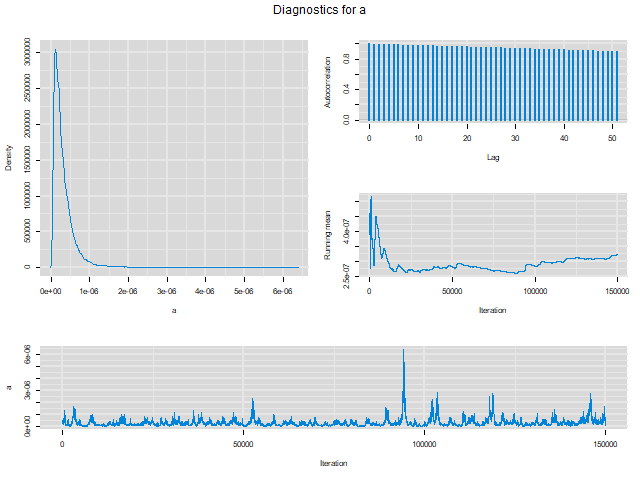 Diagnostics for a
Density
0 500000 1000000 1500000 2000000 2500000 3000000
0e+00 1e-06 2e-06 3e-06 4e-06 5e-06 6e-06
a
Autocorrelation
0.0 0.4 0.8
0 10 20 30 40 50
Lag
Running mean
2.5e-07 4.0e-07
0 50000 100000 150000
Iteration
a
0e+00 3e-06 6e-06
0 50000 100000 150000
Iteration